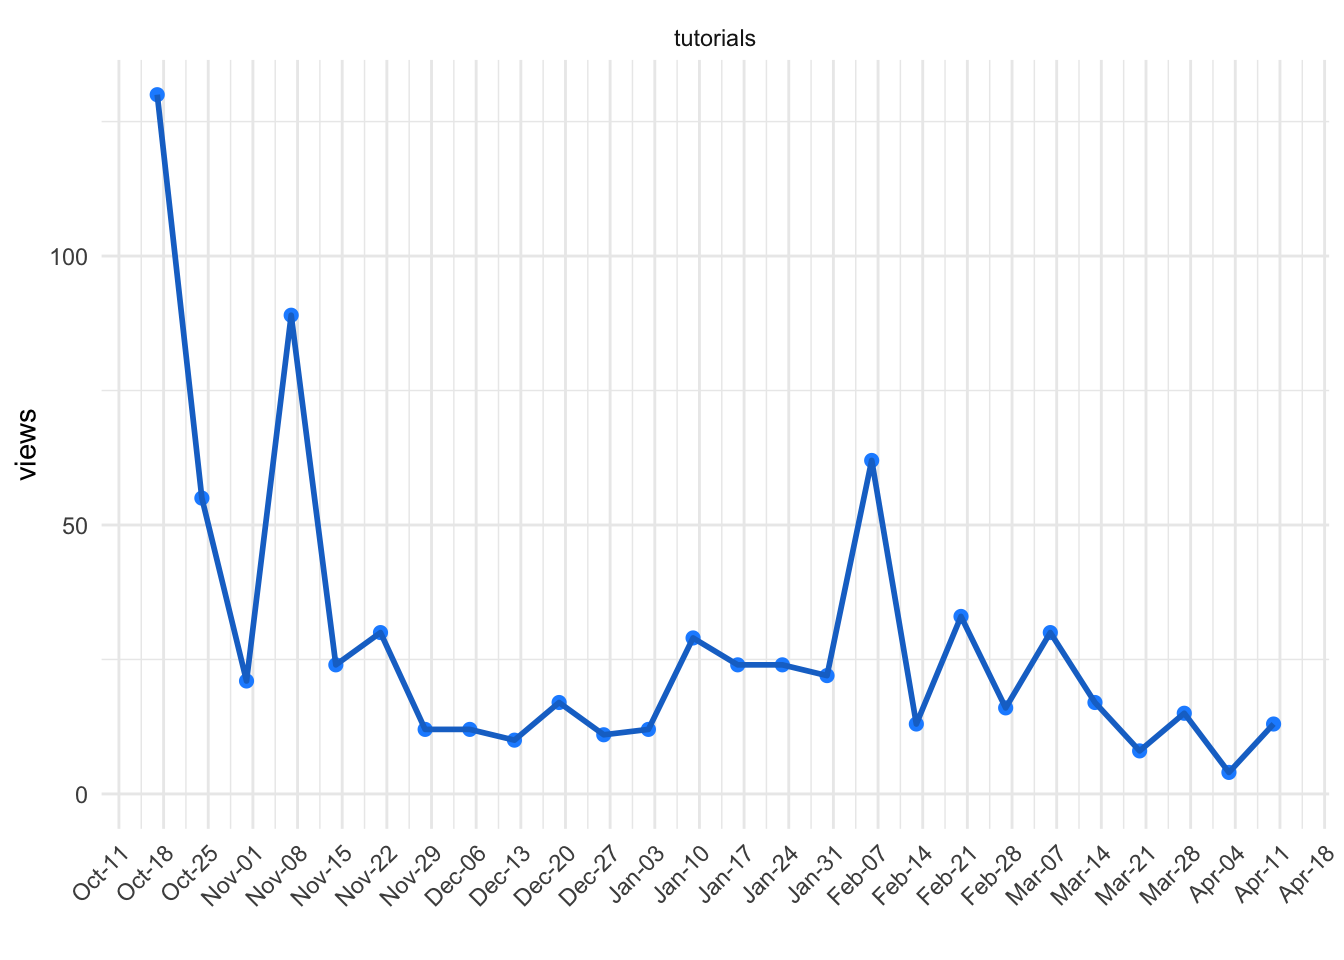 tutorials
views
100
50
0
Oct-11
Oct-18
Oct-25
Nov-01
Nov-08
Nov-15
Nov-22
Nov-29
Dec-06
Dec-13
Dec-20
Dec-27
Jan-03
Jan-10
Jan-17
Jan-24
Jan-31
Feb-07
Feb-14
Feb-21
Feb-28
Mar-07
Mar-14
Mar-21
Mar-28
Apr-04
Apr-11
Apr-18